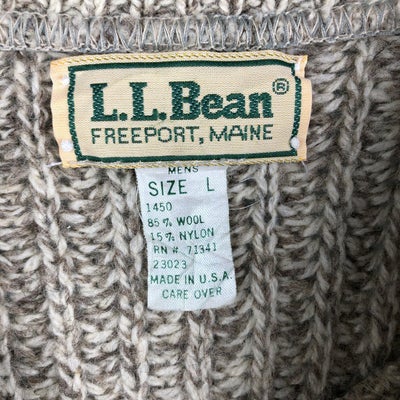 L.L.Bean®
FREEPORT, MAINE
MENS
SIZE L
1450
85% WOOL
15% NYLON
RN # 71341
23023
MADE IN U.S.A.
CARE OVER